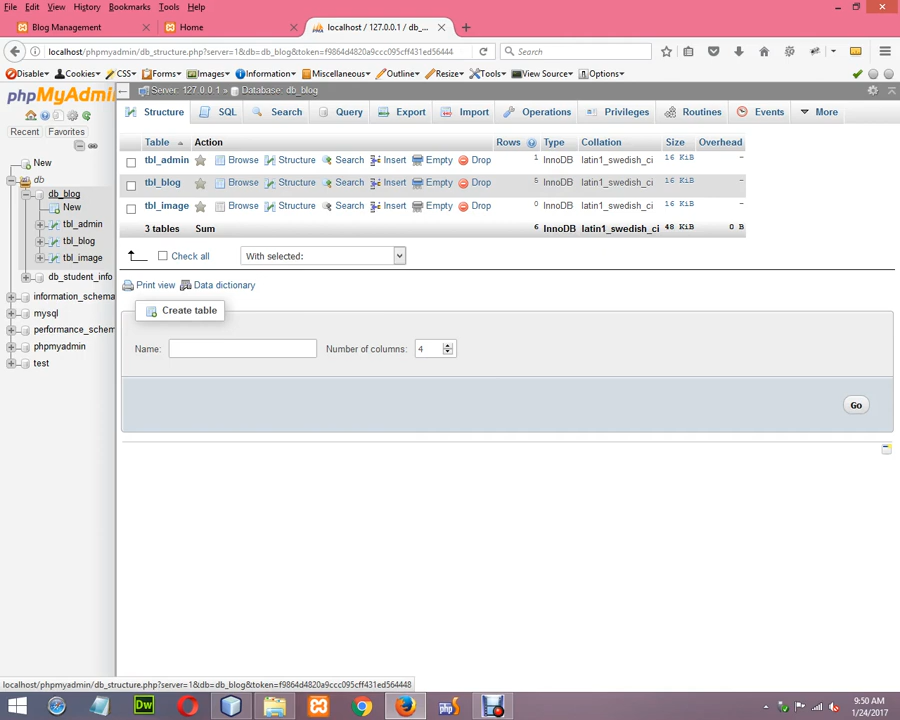 File Edit View History Bookmarks Tools Help
Blog Management × Home × localhost / 127.0.0.1 / db_... × +
localhost/phpmyadmin/db_structure.php?server=1&db=db_blog&token=f9864d4820a9ccc095cff431ed564444 Search
Disable Cookies CSS Forms Images Information Miscellaneous Outline Resize Tools View Source Options
phpMyAdmin
Server: 127.0.0.1 » Database: db_blog
Recent Favorites
Structure SQL Search Query Export Import Operations Privileges Routines Events More
New
db
db_blog
New
tbl_admin
tbl_blog
tbl_image
db_student_info
information_schema
mysql
performance_schem
phpmyadmin
test
Table Action Rows Type Collation Size Overhead
tbl_admin Browse Structure Search Insert Empty Drop 1 InnoDB latin1_swedish_ci 16 KiB -
tbl_blog Browse Structure Search Insert Empty Drop 5 InnoDB latin1_swedish_ci 16 KiB -
tbl_image Browse Structure Search Insert Empty Drop 0 InnoDB latin1_swedish_ci 16 KiB -
3 tables Sum 6 InnoDB latin1_swedish_ci 48 KiB 0 B
Check all With selected:
Print view Data dictionary
Create table
Name: Number of columns: 4
Go
localhost/phpmyadmin/db_structure.php?server=1&db=db_blog&token=f9864d4820a9ccc095cff431ed564448
Dw
9:50 AM
1/24/2017